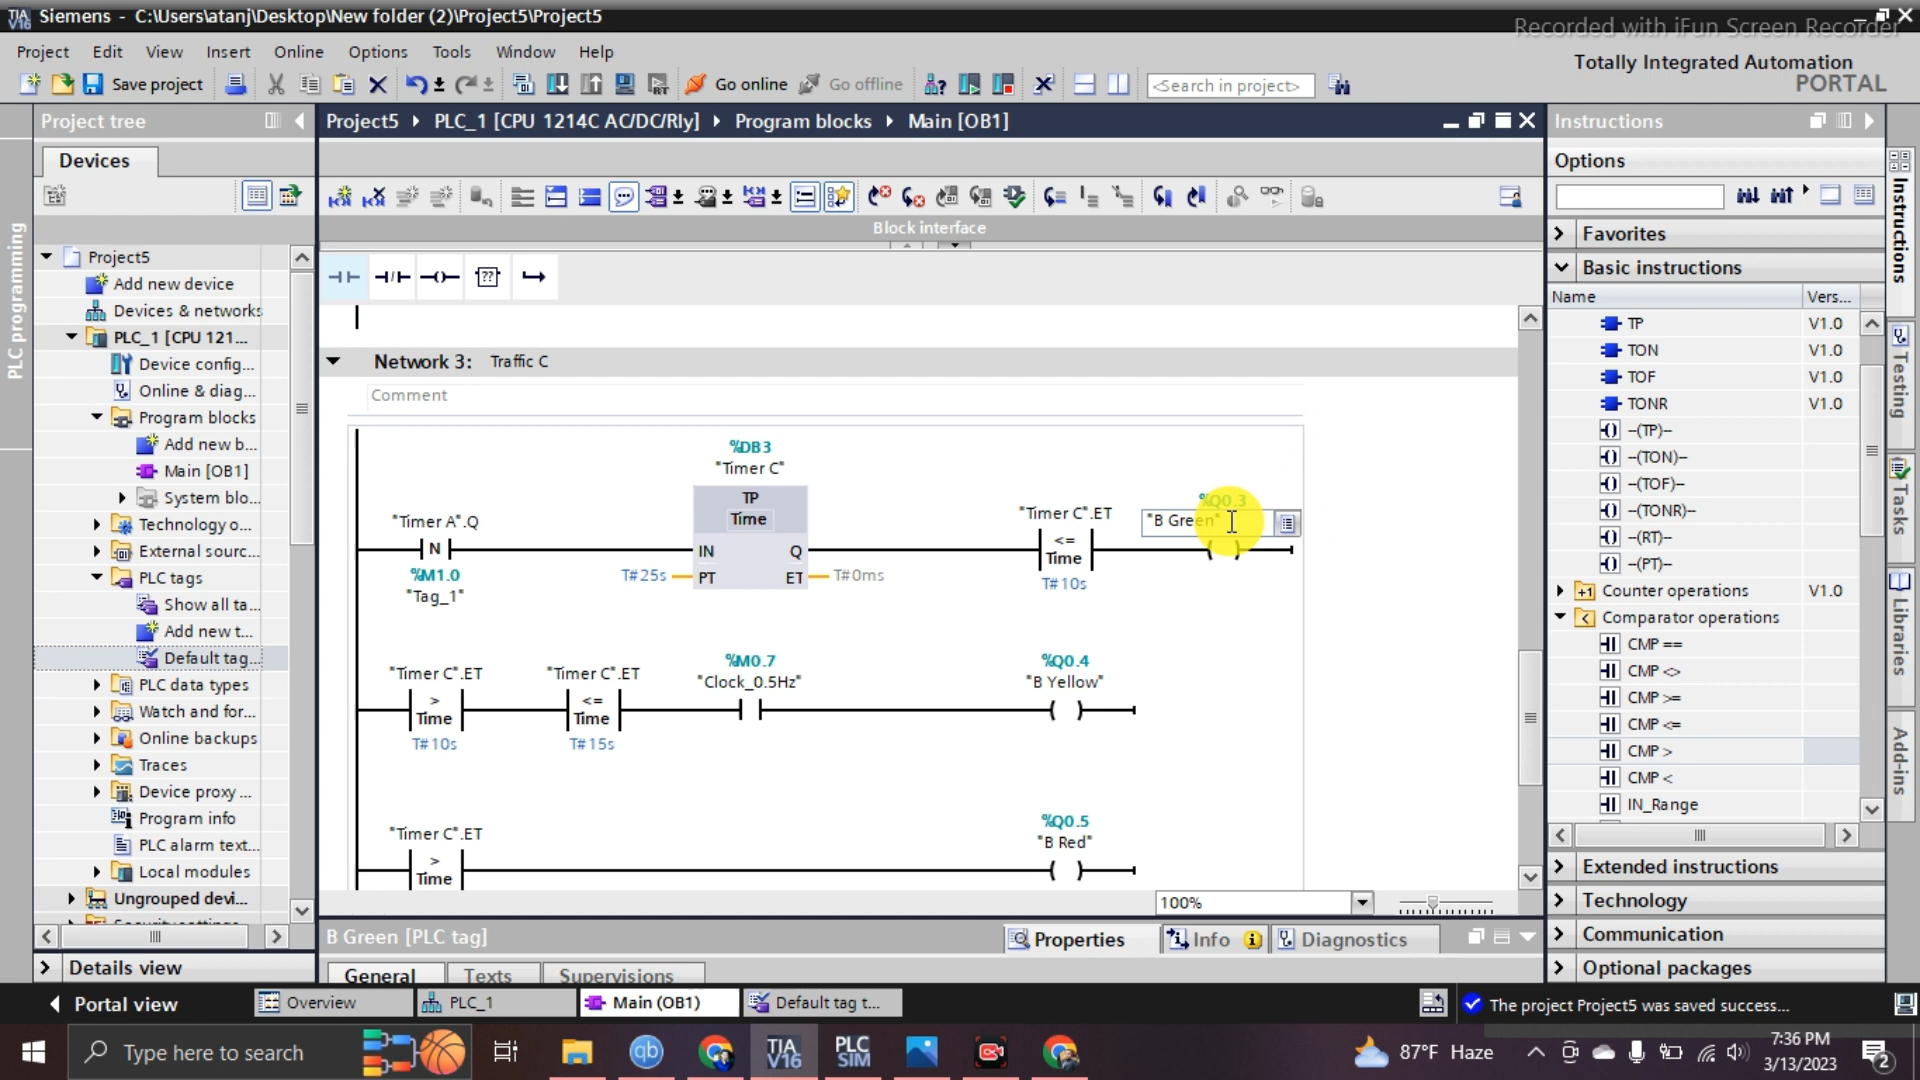 TIA
V16
Siemens - C:\Users\atanj\Desktop\New folder (2)\Project5\Project5
Recorded with iFun Screen Recorder
Project Edit View Insert Online Options Tools Window Help
Totally Integrated Automation
PORTAL
Save project
Go online
Go offline
<Search in project>
Project tree
Project5 PLC_1 [CPU 1214C AC/DC/Rly] Program blocks Main [OB1]
Instructions
Devices
Options
Block interface
PLC programming
Project5
Add new device
Devices & networks
PLC_1 [CPU 121...
Device config...
Online & diag...
Program blocks
Add new b...
Main [OB1]
System blo...
Technology o...
External sourc...
PLC tags
Show all ta...
Add new t...
Default tag...
PLC data types
Watch and for...
Online backups
Traces
Device proxy ...
Program info
PLC alarm text...
Local modules
Ungrouped devi...
Details view
??
Network 3: Traffic C
Comment
%DB3
"Timer C"
TP
Time
"Timer A".Q
N
%M1.0
"Tag_1"
T#25s
IN
Q
PT
ET
T#0ms
"Timer C".ET
<=
Time
T#10s
%Q0.3
"B Green"
"Timer C".ET
>
Time
T#10s
"Timer C".ET
<=
Time
T#15s
%M0.7
"Clock_0.5Hz"
%Q0.4
"B Yellow"
"Timer C".ET
>
Time
%Q0.5
"B Red"
100%
B Green [PLC tag]
Properties
Info
Diagnostics
General
Texts
Supervisions
Favorites
Basic instructions
Name Vers...
TP V1.0
TON V1.0
TOF V1.0
TONR V1.0
-(TP)-
-(TON)-
-(TOF)-
-(TONR)-
-(RT)-
-(PT)-
Counter operations V1.0
Comparator operations
CMP ==
CMP <>
CMP >=
CMP <=
CMP >
CMP <
IN_Range
Extended instructions
Technology
Communication
Optional packages
Instructions
Testing
Tasks
Libraries
Add-ins
Portal view
Overview
PLC_1
Main (OB1)
Default tag t...
The project Project5 was saved success...
Type here to search
qb
TIA
V16
PLC
SIM
87°F Haze
7:36 PM
3/13/2023
2